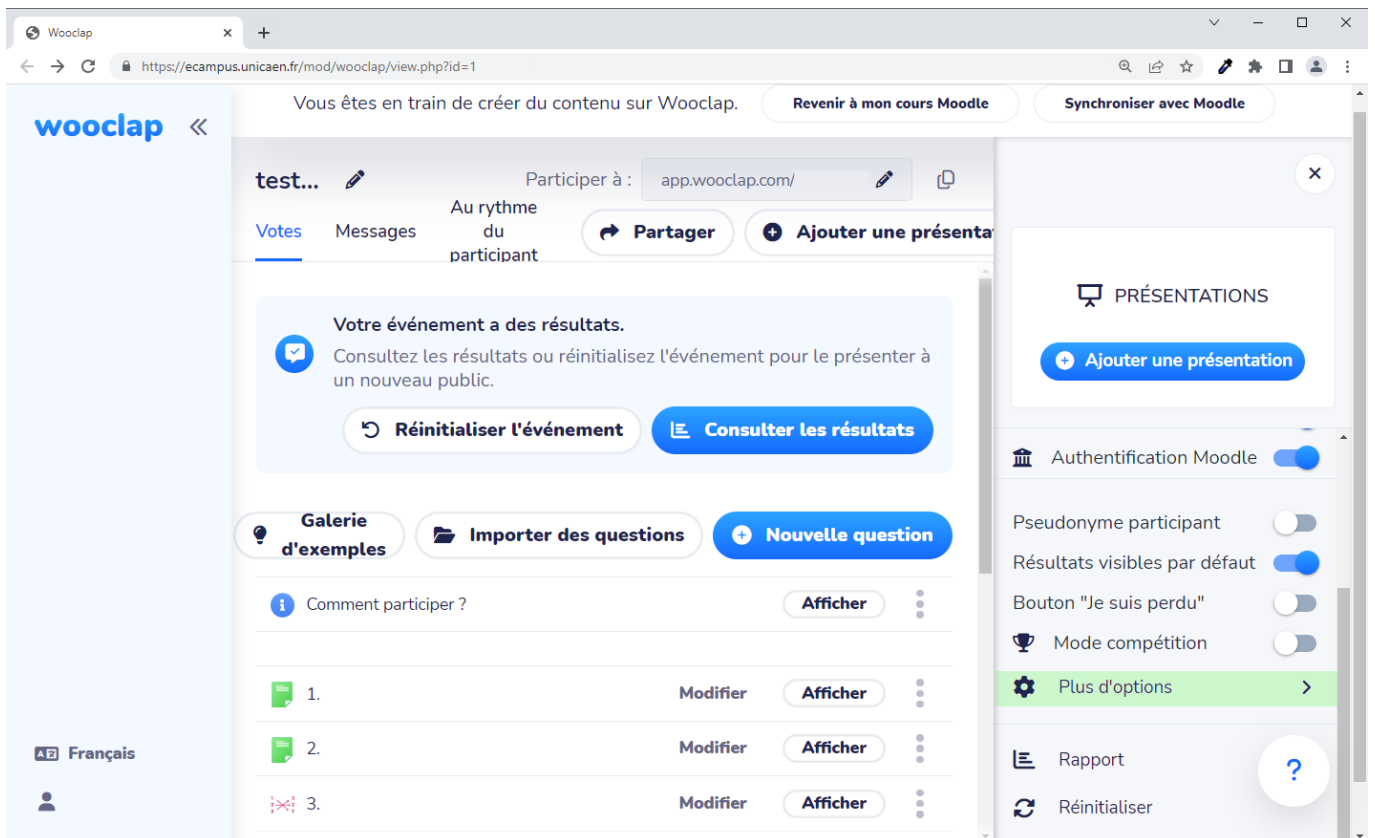 Wooclap
https://ecampus.unicaen.fr/mod/wooclap/view.php?id=1
wooclap
Vous êtes en train de créer du contenu sur Wooclap.
Revenir à mon cours Moodle
Synchroniser avec Moodle
test...
Participer à :
app.wooclap.com/
Votes
Messages
Au rythme
du
participant
Partager
Ajouter une présenta
Votre événement a des résultats.
Consultez les résultats ou réinitialisez l'événement pour le présenter à
un nouveau public.
Réinitialiser l'événement
Consulter les résultats
Galerie
d'exemples
Importer des questions
Nouvelle question
Comment participer ?
Afficher
1.
Modifier
Afficher
2.
Modifier
Afficher
3.
Modifier
Afficher
PRÉSENTATIONS
Ajouter une présentation
Authentification Moodle
Pseudonyme participant
Résultats visibles par défaut
Bouton "Je suis perdu"
Mode compétition
Plus d'options
Rapport
?
Réinitialiser
Français